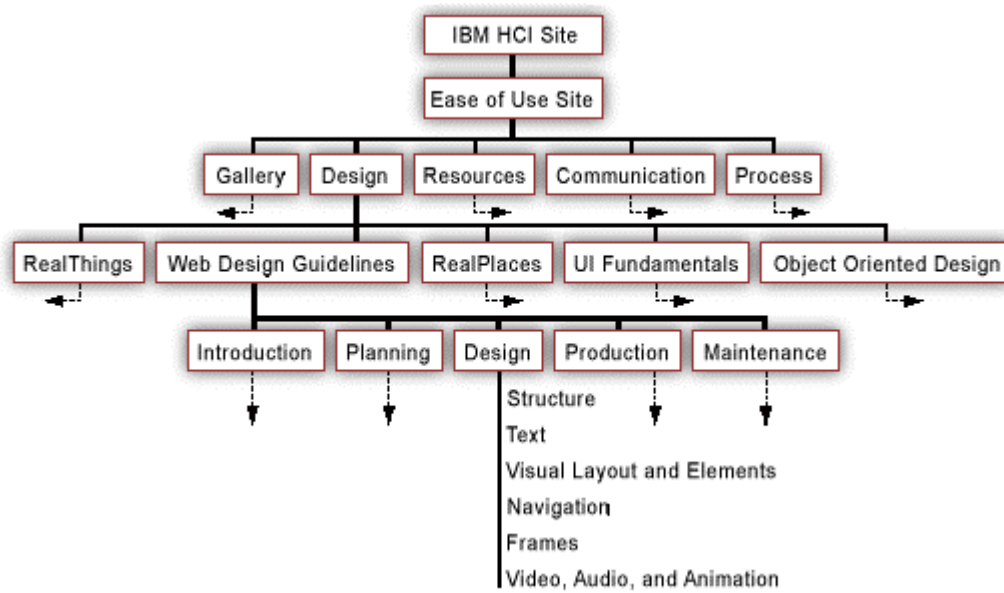 IBM HCI Site
Ease of Use Site
Gallery Design Resources Communication Process
RealThings Web Design Guidelines RealPlaces UI Fundamentals Object Oriented Design
Introduction Planning Design Production Maintenance
Structure
Text
Visual Layout and Elements
Navigation
Frames
Video, Audio, and Animation